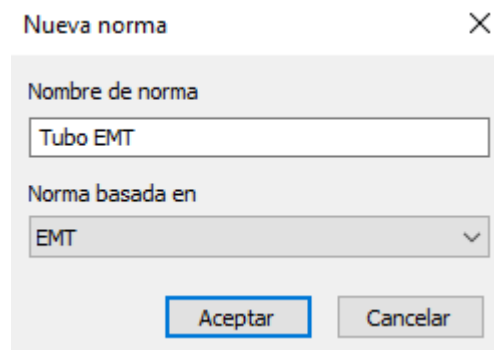 Nueva norma
Nombre de norma
Tubo EMT
Norma basada en
EMT
Aceptar
Cancelar